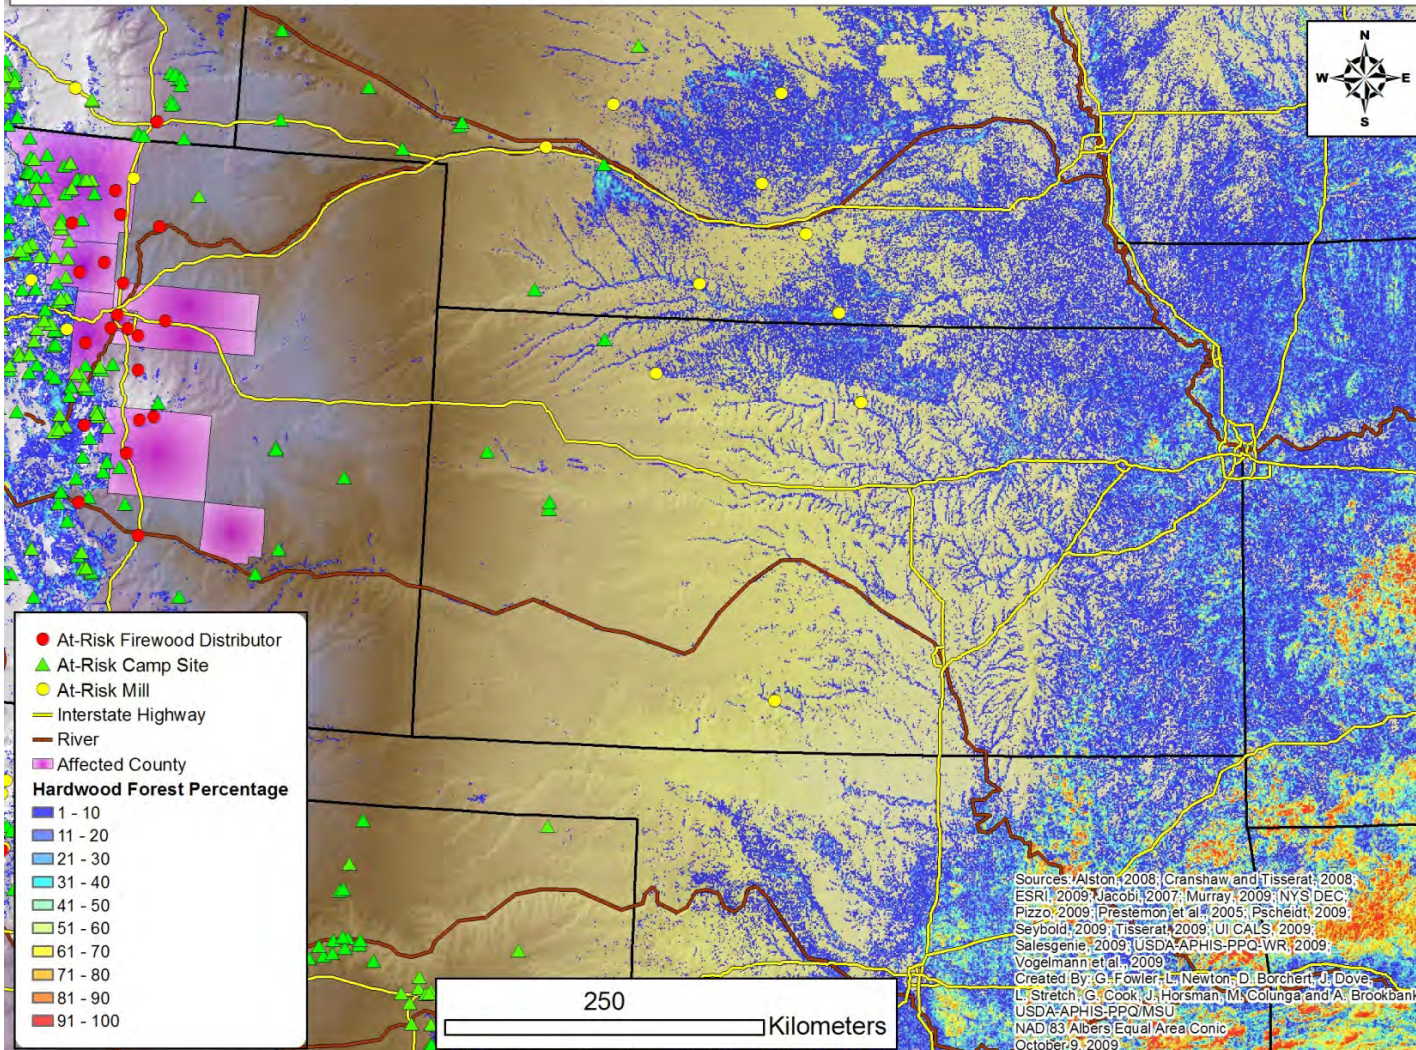 N
W E
S
At-Risk Firewood Distributor
At-Risk Camp Site
At-Risk Mill
Interstate Highway
River
Affected County
Hardwood Forest Percentage
1 - 10
11 - 20
21 - 30
31 - 40
41 - 50
51 - 60
61 - 70
71 - 80
81 - 90
91 - 100
250
Kilometers
Sources: Alston, 2008; Cranshaw and Tisserat, 2008;
ESRI, 2009; Jacobi, 2007; Murray, 2009; NYS DEC;
Pizzo, 2009; Prestemon et al., 2005; Pscheidt, 2009;
Seybold, 2009; Tisserat, 2009; UI CALS, 2009;
Salesgenie, 2009; USDA-APHIS-PPQ-WR, 2009;
Vogelmann et al., 2009
Created By: G. Fowler, L. Newton, D. Borchert, J. Dove,
L. Stretch, G. Cook, J. Horsman, M. Colunga and A. Brookbank
USDA-APHIS-PPQ/MSU
NAD 83 Albers Equal Area Conic
October 9, 2009